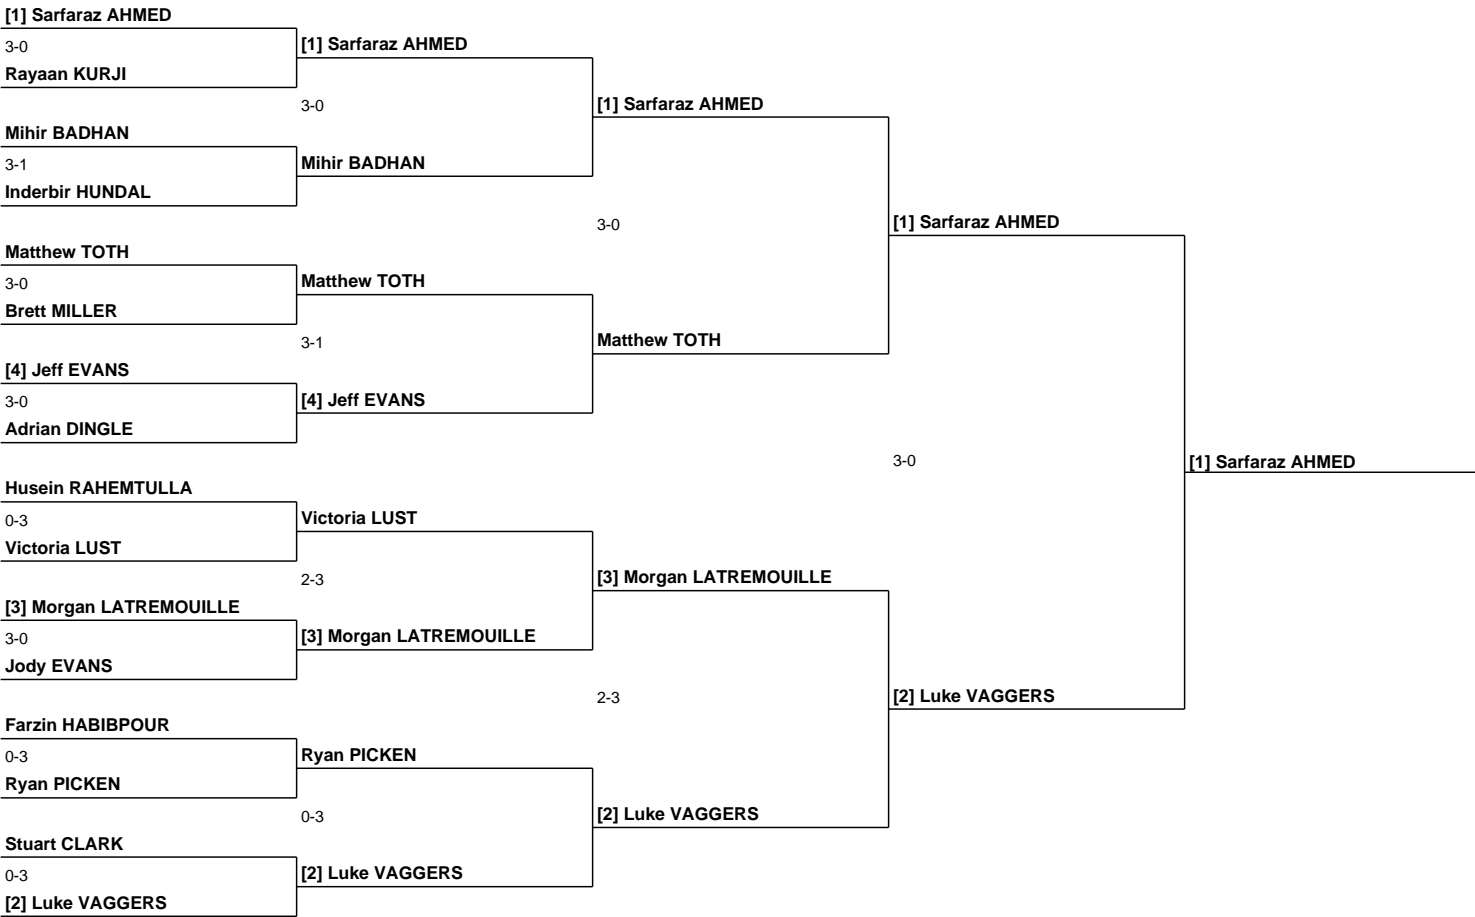 [1] Sarfaraz AHMED
3-0
Rayaan KURJI
Mihir BADHAN
3-1
Inderbir HUNDAL
Matthew TOTH
3-0
Brett MILLER
[4] Jeff EVANS
3-0
Adrian DINGLE
Husein RAHEMTULLA
0-3
Victoria LUST
[3] Morgan LATREMOUILLE
3-0
Jody EVANS
Farzin HABIBPOUR
0-3
Ryan PICKEN
Stuart CLARK
0-3
[2] Luke VAGGERS
[1] Sarfaraz AHMED
3-0
Mihir BADHAN
Matthew TOTH
3-1
[4] Jeff EVANS
Victoria LUST
2-3
[3] Morgan LATREMOUILLE
Ryan PICKEN
0-3
[2] Luke VAGGERS
[1] Sarfaraz AHMED
3-0
Matthew TOTH
[3] Morgan LATREMOUILLE
2-3
[2] Luke VAGGERS
[1] Sarfaraz AHMED
3-0
[2] Luke VAGGERS
[1] Sarfaraz AHMED